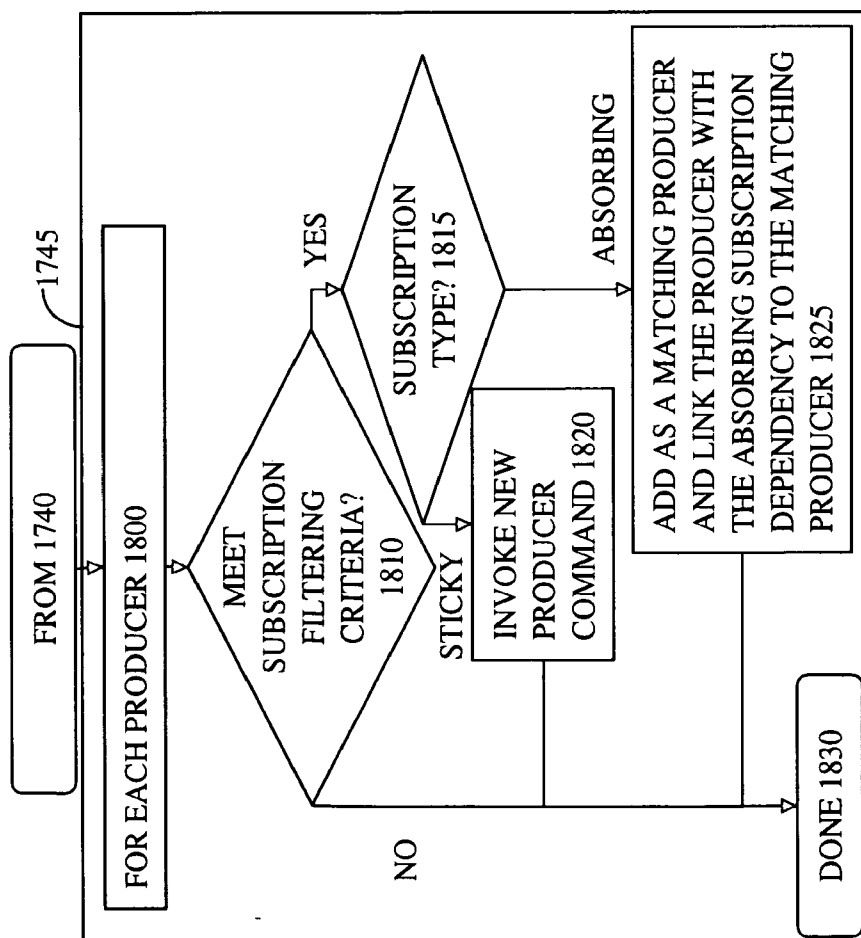 FROM 1740
1745
FOR EACH PRODUCER 1800
MEET
SUBSCRIPTION
FILTERING
CRITERIA?
1810
YES
SUBSCRIPTION
TYPE? 1815
STICKY
INVOKE NEW
PRODUCER
COMMAND 1820
ABSORBING
ADD AS A MATCHING PRODUCER
AND LINK THE PRODUCER WITH
THE ABSORBING SUBSCRIPTION
DEPENDENCY TO THE MATCHING
PRODUCER 1825
NO
DONE 1830